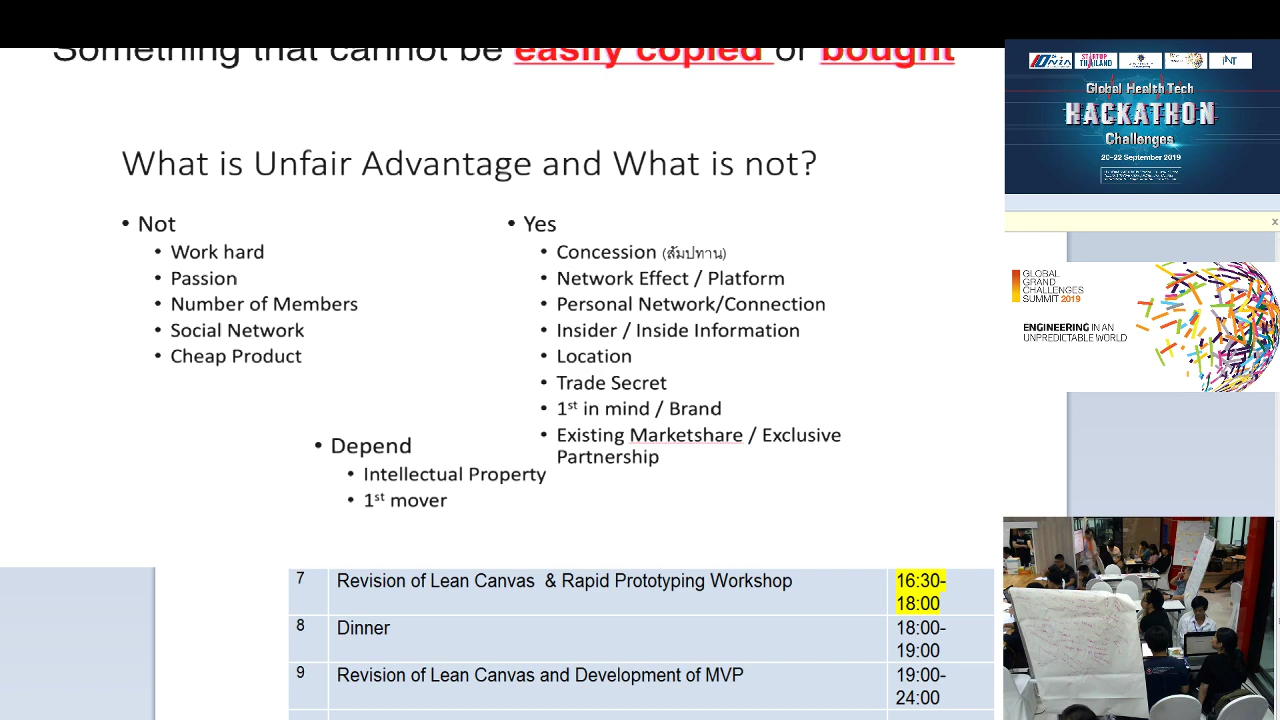 Something that cannot be easily copied or bought
What is Unfair Advantage and What is not?
• Not
• Work hard
• Passion
• Number of Members
• Social Network
• Cheap Product
• Yes
• Concession (สัมปทาน)
• Network Effect / Platform
• Personal Network/Connection
• Insider / Inside Information
• Location
• Trade Secret
• 1st in mind / Brand
• Existing Marketshare / Exclusive
Partnership
• Depend
• Intellectual Property
• 1st mover
7 Revision of Lean Canvas & Rapid Prototyping Workshop 16:30-
18:00
8 Dinner 18:00-
19:00
9 Revision of Lean Canvas and Development of MVP 19:00-
24:00
NIA STARTUP THAILAND iNT
Global Health Tech
HACKATHON
Challenges
20-22 September 2019
x
GLOBAL
GRAND
CHALLENGES
SUMMIT 2019
ENGINEERING IN AN
UNPREDICTABLE WORLD